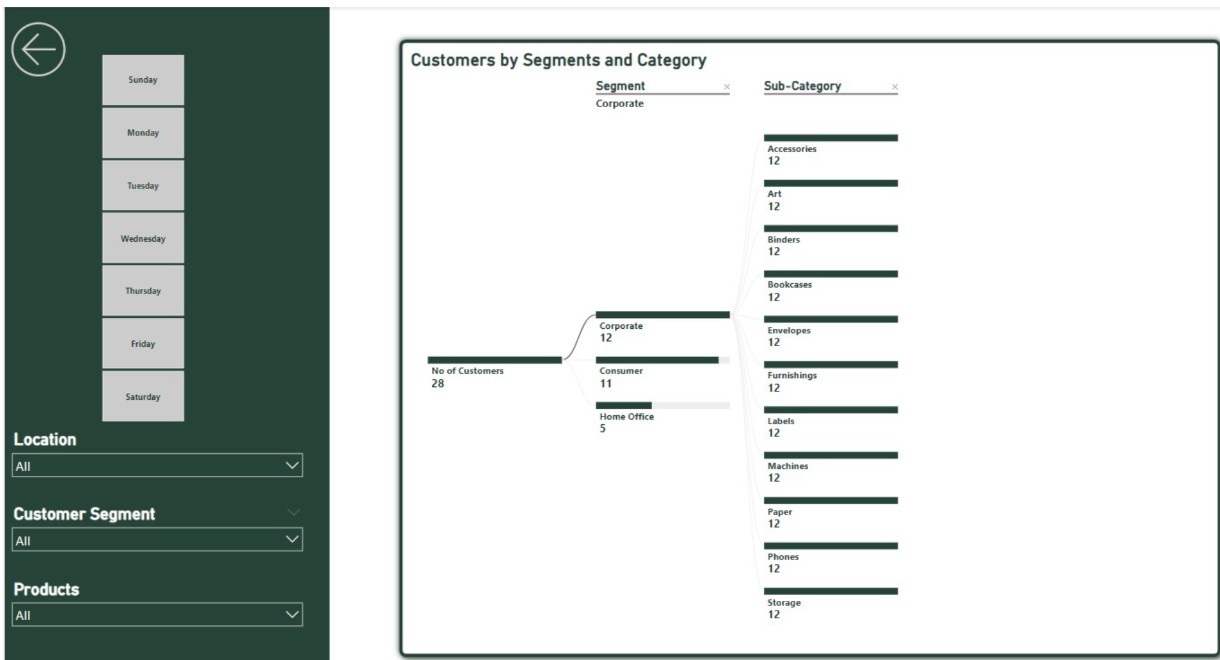 Sunday
Monday
Tuesday
Wednesday
Thursday
Friday
Saturday
Location
All
Customer Segment
All
Products
All
Customers by Segments and Category
Segment
Corporate
Sub-Category
No of Customers
28
Corporate
12
Consumer
11
Home Office
5
Accessories
12
Art
12
Binders
12
Bookcases
12
Envelopes
12
Furnishings
12
Labels
12
Machines
12
Paper
12
Phones
12
Storage
12